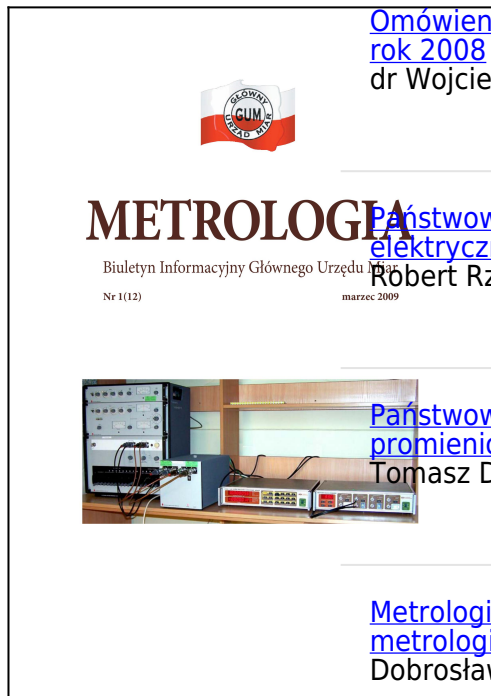 GŁÓWNY
GUM
URZĄD MIAR
METROLOGIA
Biuletyn Informacyjny Głównego Urzędu Miar
Nr 1(12) marzec 2009
Omówien
rok 2008
dr Wojcie
Państwow
elektryczn
Robert Rz
Państwow
promienio
Tomasz D
Metrologi
metrologi
Dobrosław